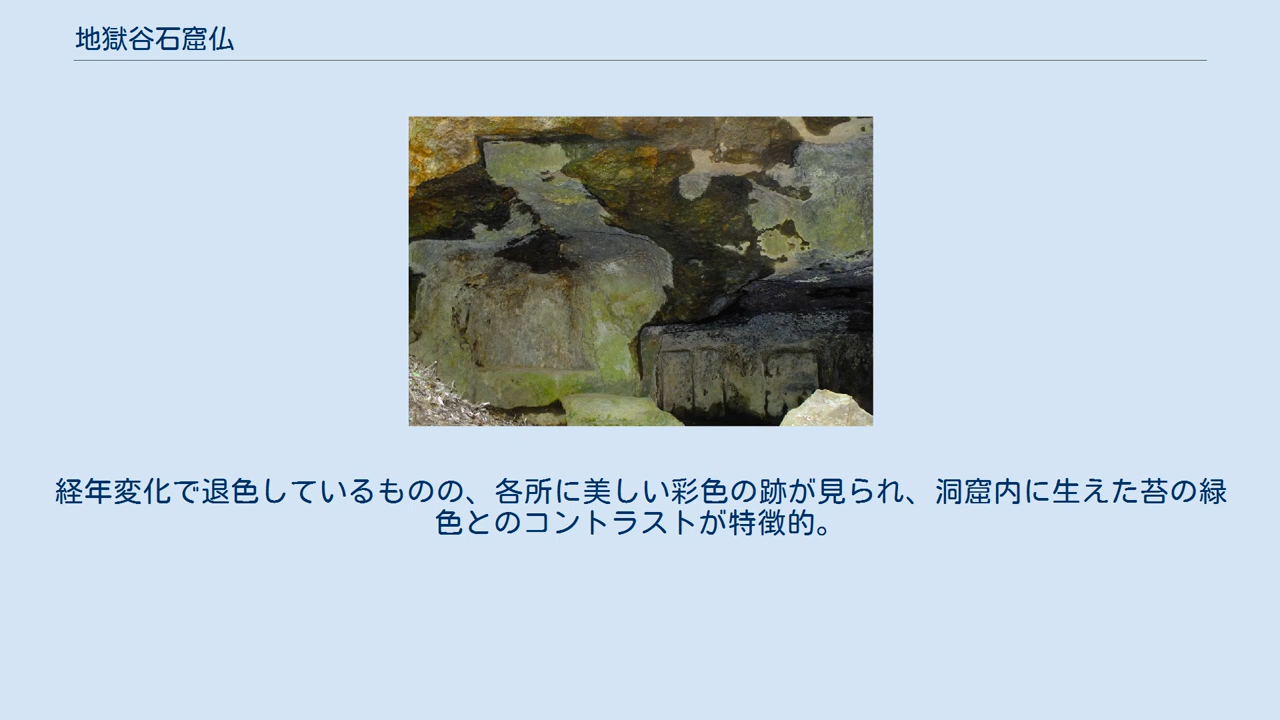 地獄谷石窟仏
経年変化で退色しているものの、各所に美しい彩色の跡が見られ、洞窟内に生えた苔の緑
色とのコントラストが特徴的。